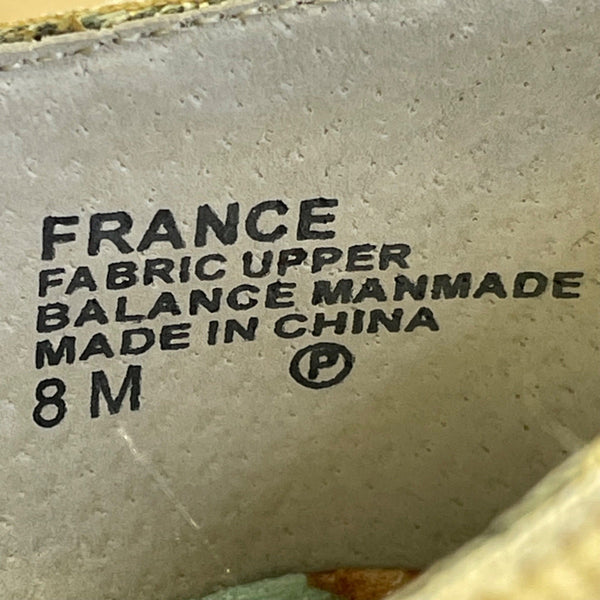 FRANCE
FABRIC UPPER
BALANCE MANMADE
MADE IN CHINA
8 M Ⓟ